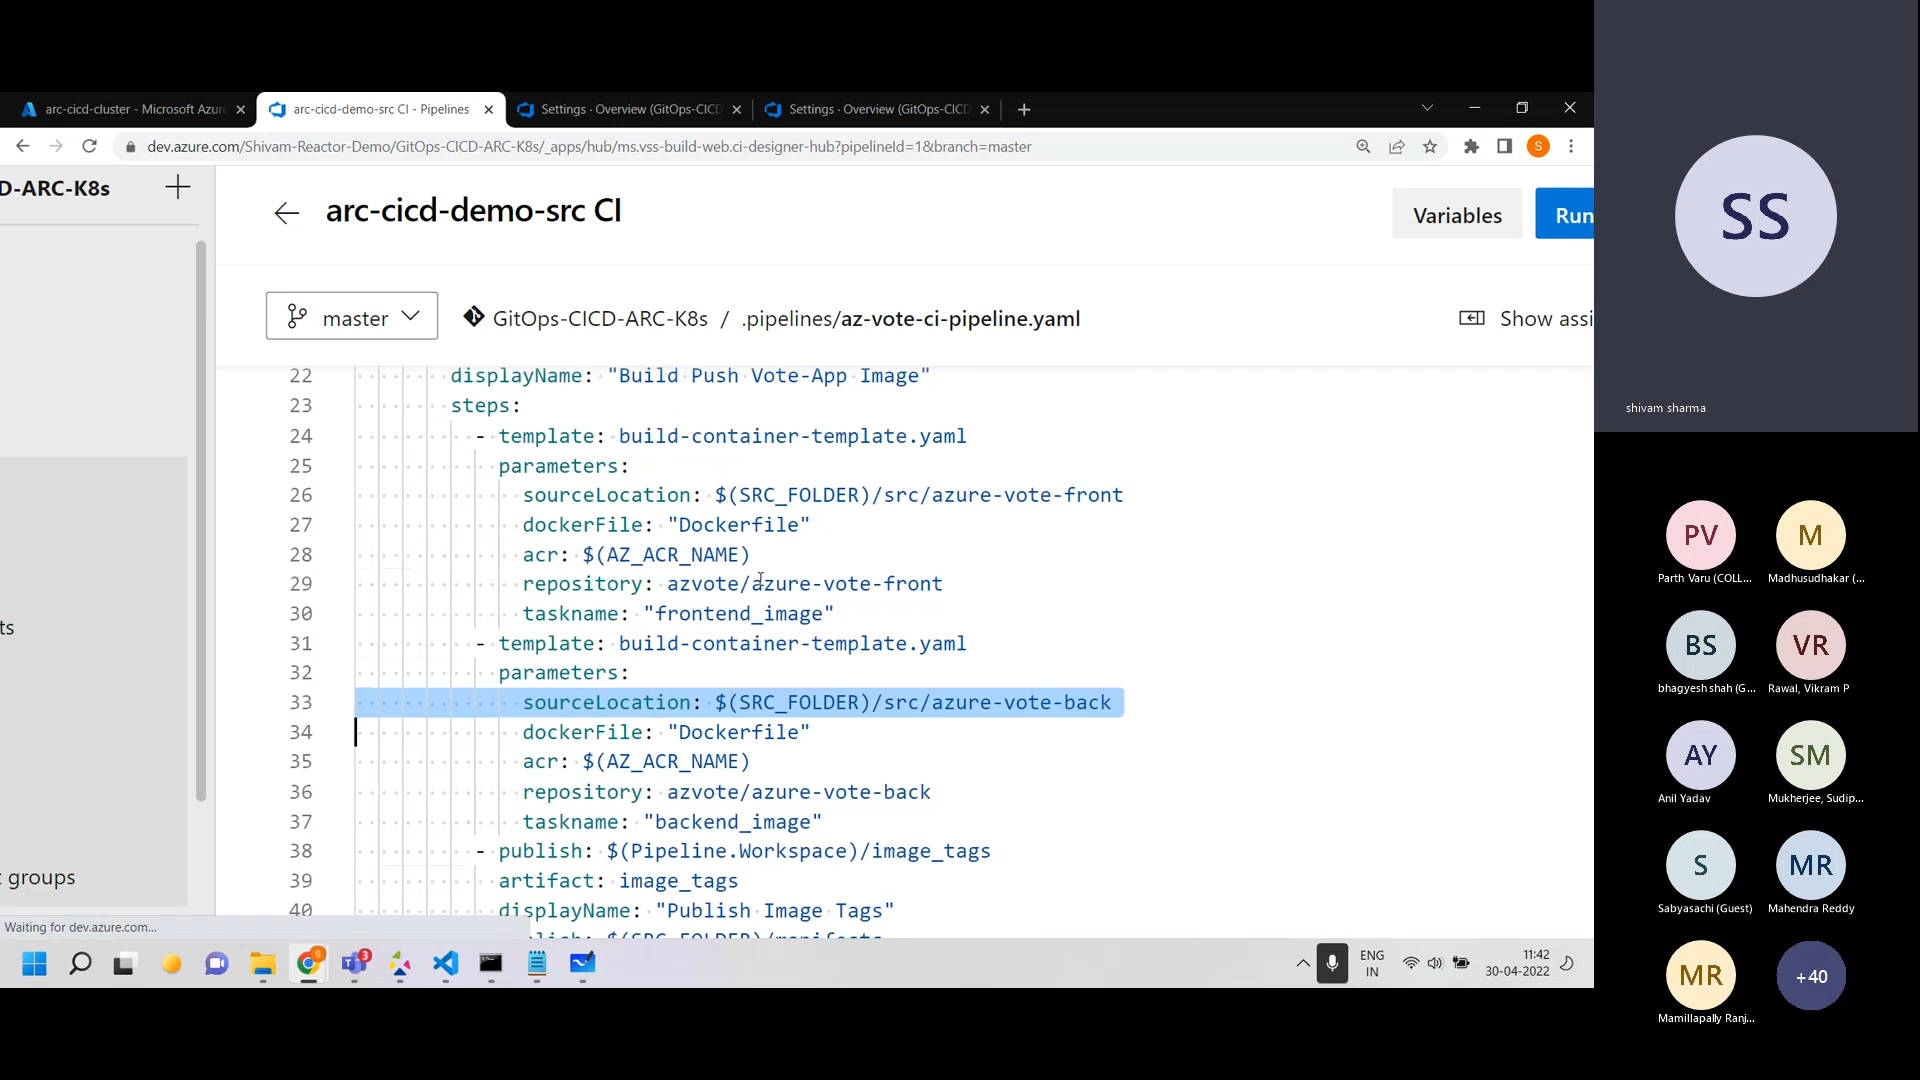 arc-cicd-cluster - Microsoft Azur
arc-cicd-demo-src CI - Pipelines
Settings · Overview (GitOps-CICD
Settings · Overview (GitOps-CICD
dev.azure.com/Shivam-Reactor-Demo/GitOps-CICD-ARC-K8s/_apps/hub/ms.vss-build-web.ci-designer-hub?pipelineId=1&branch=master
S
D-ARC-K8s
arc-cicd-demo-src CI
Variables
Run
master
GitOps-CICD-ARC-K8s / .pipelines/az-vote-ci-pipeline.yaml
Show assi
22 displayName: "Build Push Vote-App Image"
23 steps:
24 - template: build-container-template.yaml
25 parameters:
26 sourceLocation: $(SRC_FOLDER)/src/azure-vote-front
27 dockerFile: "Dockerfile"
28 acr: $(AZ_ACR_NAME)
29 repository: azvote/azure-vote-front
30 taskname: "frontend_image"
31 - template: build-container-template.yaml
32 parameters:
33 sourceLocation: $(SRC_FOLDER)/src/azure-vote-back
34 dockerFile: "Dockerfile"
35 acr: $(AZ_ACR_NAME)
36 repository: azvote/azure-vote-back
37 taskname: "backend_image"
38 - publish: $(Pipeline.Workspace)/image_tags
39 artifact: image_tags
40 displayName: "Publish Image Tags"
$(SRC_FOLDER)/manifests
ts
groups
Waiting for dev.azure.com...
S
3
ENG
IN
11:42
30-04-2022
SS
shivam sharma
PV
Parth Varu (COLL...
M
Madhusudhakar (...
BS
bhagyesh shah (G...
VR
Rawal, Vikram P
AY
Anil Yadav
SM
Mukherjee, Sudip...
S
Sabyasachi (Guest)
MR
Mahendra Reddy
MR
Mamillapally Ranj...
+40